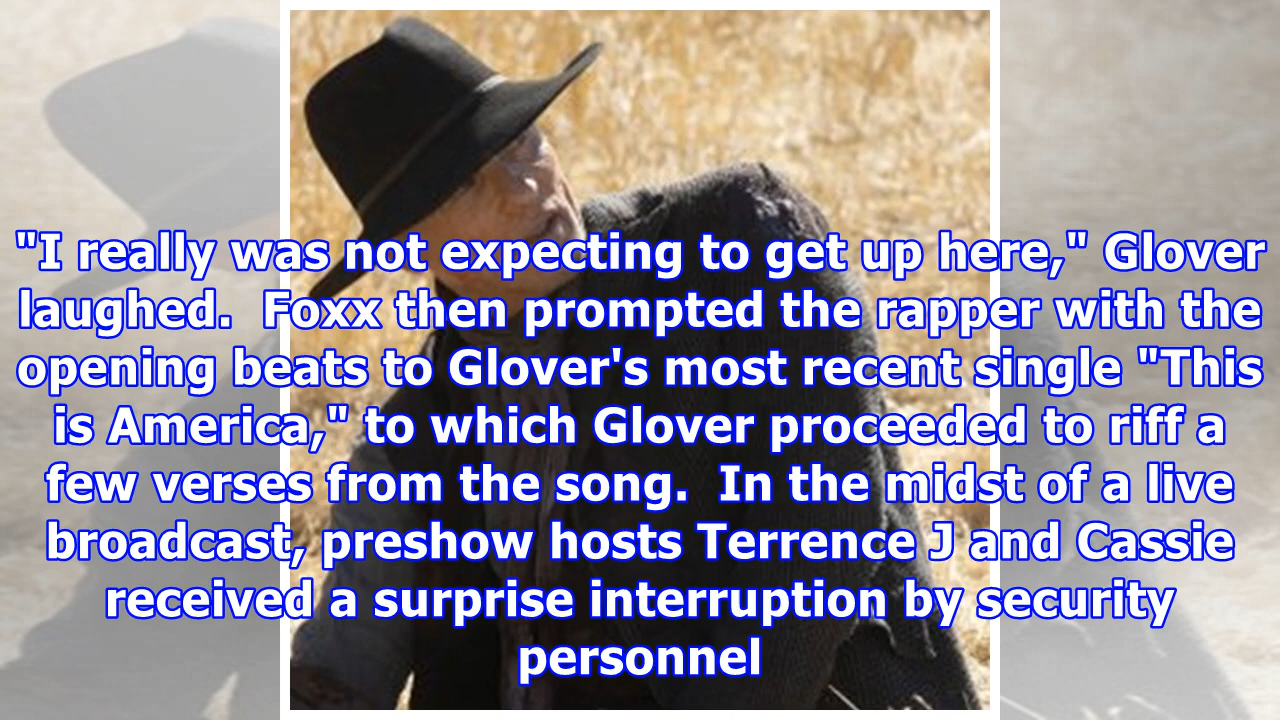 "I really was not expecting to get up here," Glover
laughed.  Foxx then prompted the rapper with the
opening beats to Glover's most recent single "This
is America," to which Glover proceeded to riff a
few verses from the song.  In the midst of a live
broadcast, preshow hosts Terrence J and Cassie
received a surprise interruption by security
personnel